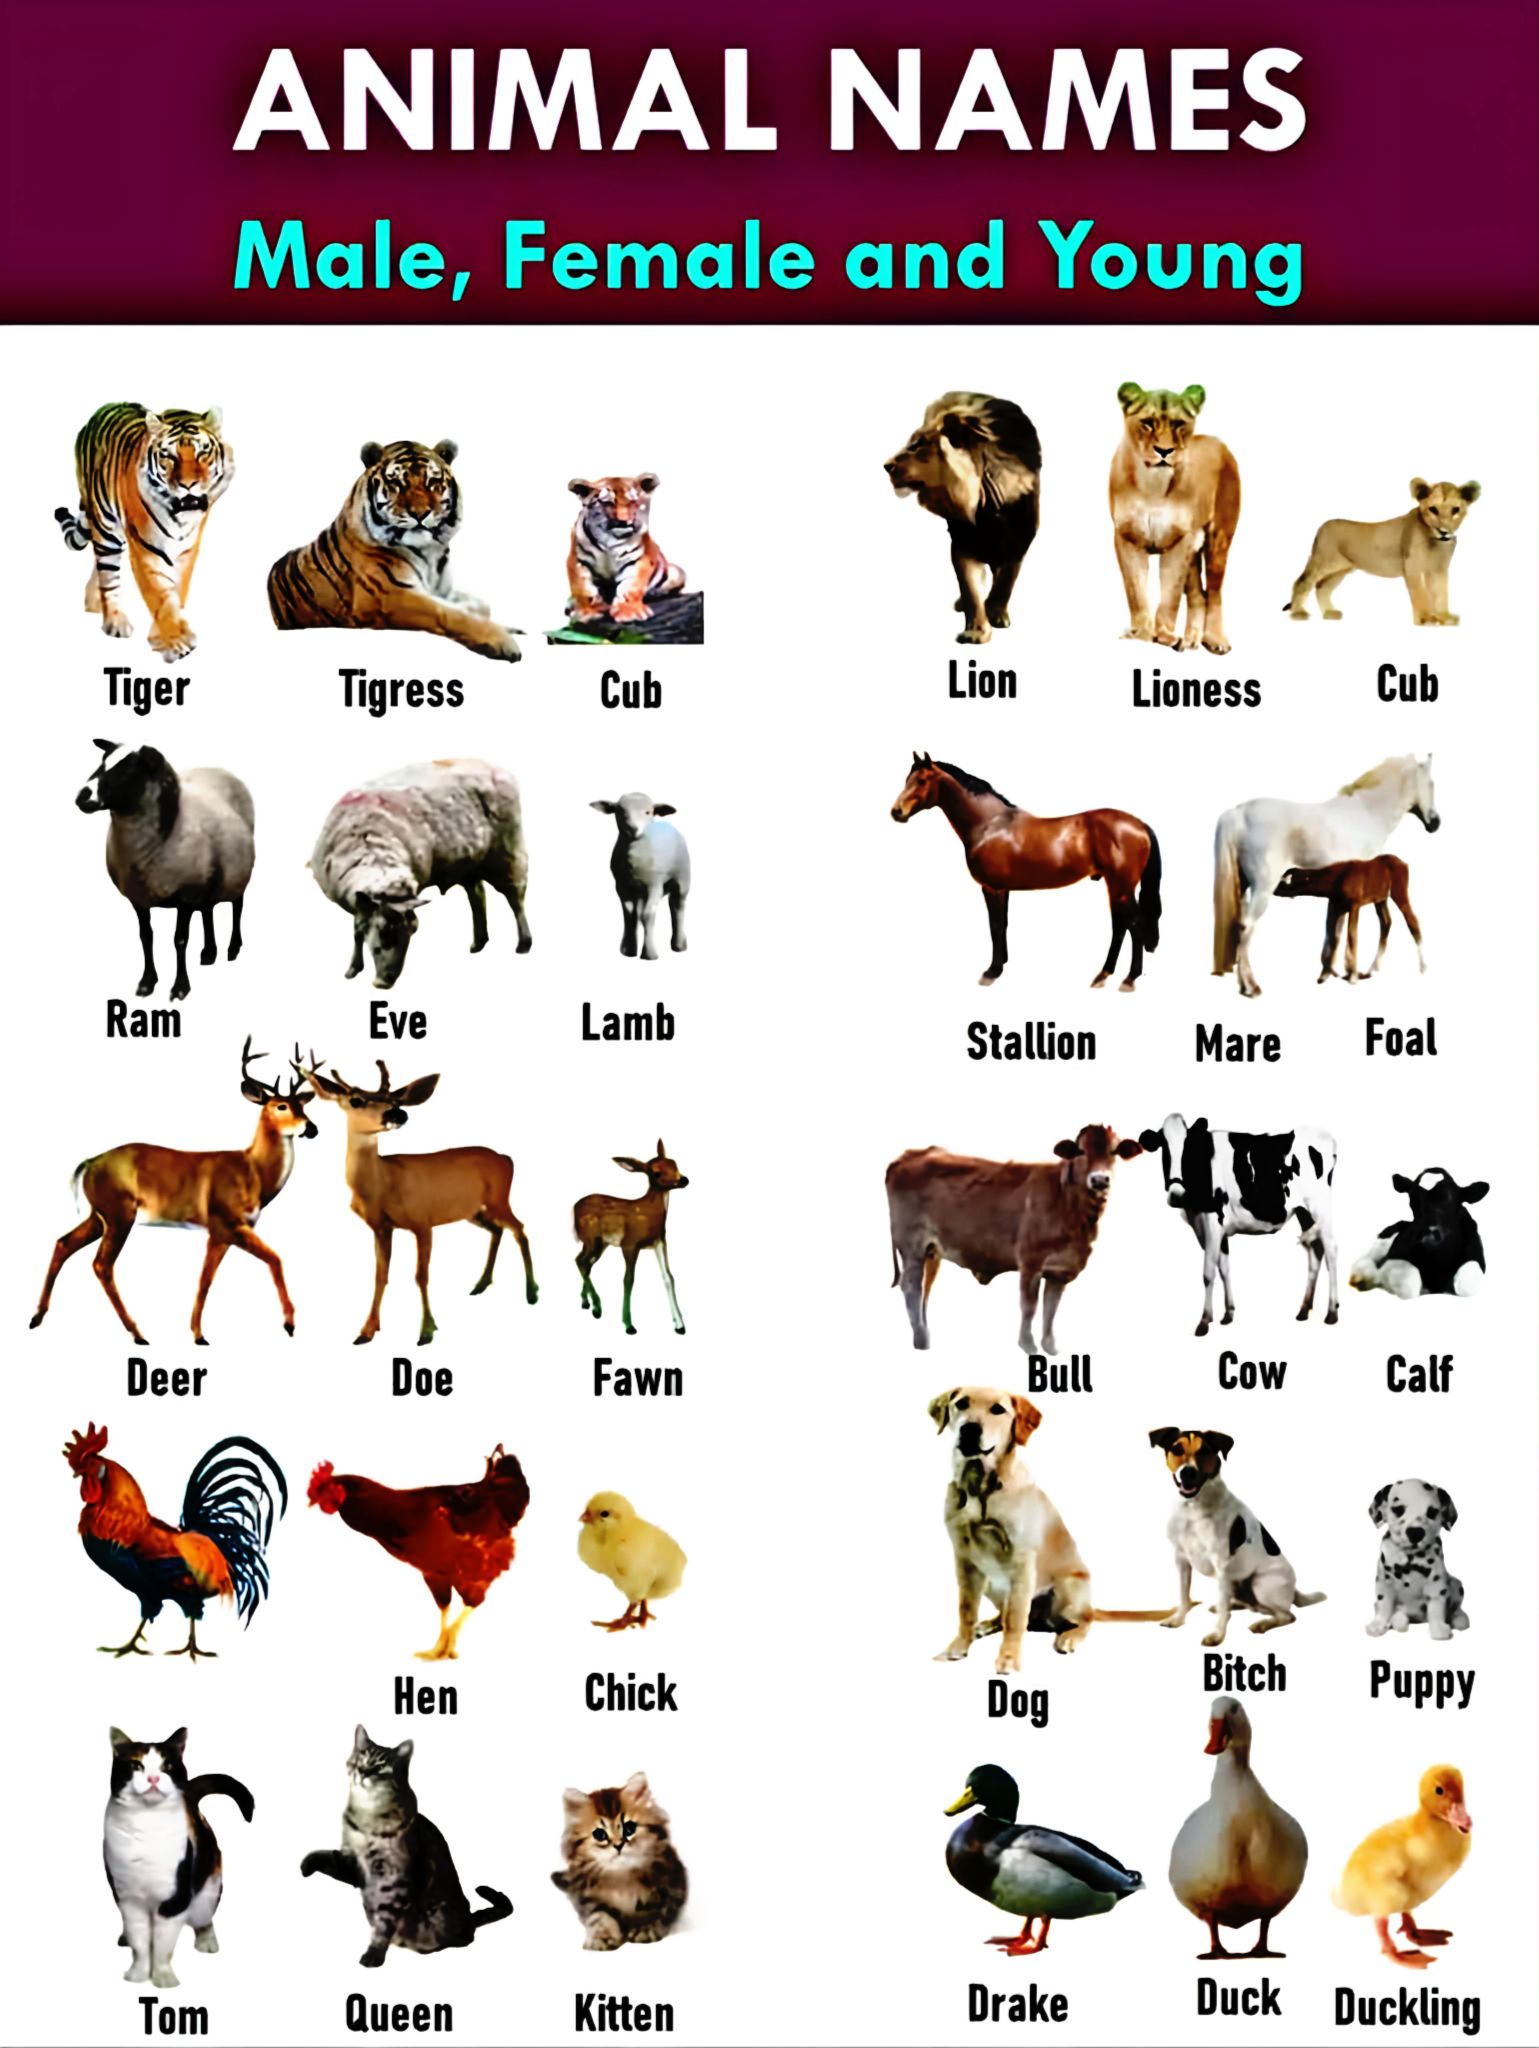 ANIMAL NAMES
Male, Female and Young
Tiger Tigress Cub
Lion Lioness Cub
Ram Eve Lamb
Stallion Mare Foal
Deer Doe Fawn
Bull Cow Calf
Hen Chick
Dog Bitch Puppy
Tom Queen Kitten
Drake Duck Duckling